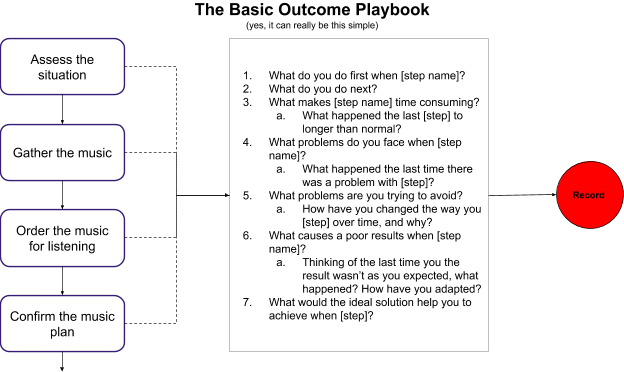 The Basic Outcome Playbook
(yes, it can really be this simple)
Assess the
situation
Gather the music
Order the music
for listening
Confirm the music
plan
1. What do you do first when [step name]?
2. What do you do next?
3. What makes [step name] time consuming?
a. What happened the last [step] to
longer than normal?
4. What problems do you face when [step
name]?
a. What happened the last time there
was a problem with [step]?
5. What problems are you trying to avoid?
a. How have you changed the way you
[step] over time, and why?
6. What causes a poor results when [step
name]?
a. Thinking of the last time you the
result wasn’t as you expected, what
happened? How have you adapted?
7. What would the ideal solution help you to
achieve when [step]?
Record